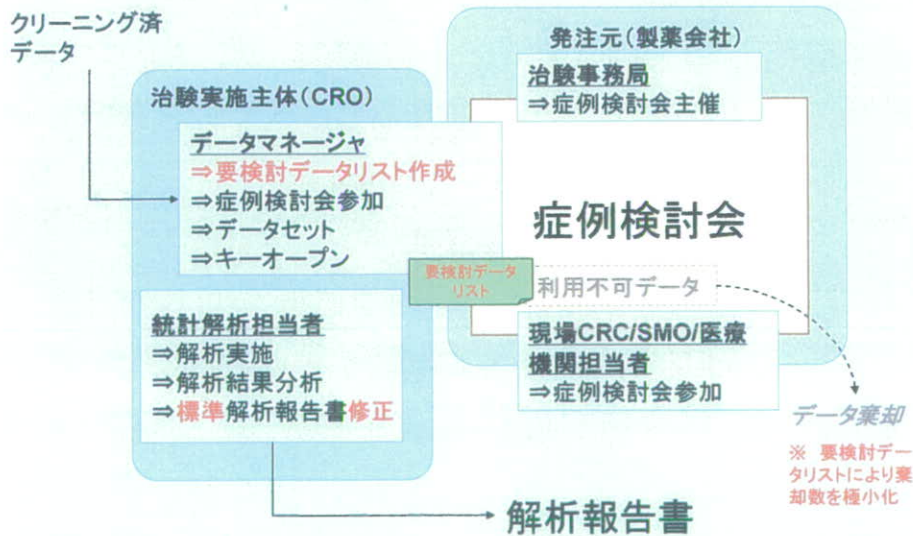 クリーニング済
データ
治験実施主体(CRO)
データマネージャ
⇒要検討データリスト作成
⇒症例検討会参加
⇒データセット
⇒キーオープン
統計解析担当者
⇒解析実施
⇒解析結果分析
⇒標準解析報告書修正
発注元(製薬会社)
治験事務局
⇒症例検討会主催
症例検討会
要検討データ
リスト
利用不可データ
現場CRC/SMO/医療
機関担当者
⇒症例検討会参加
データ棄却
※ 要検討デー
タリストにより棄
却数を極小化
解析報告書